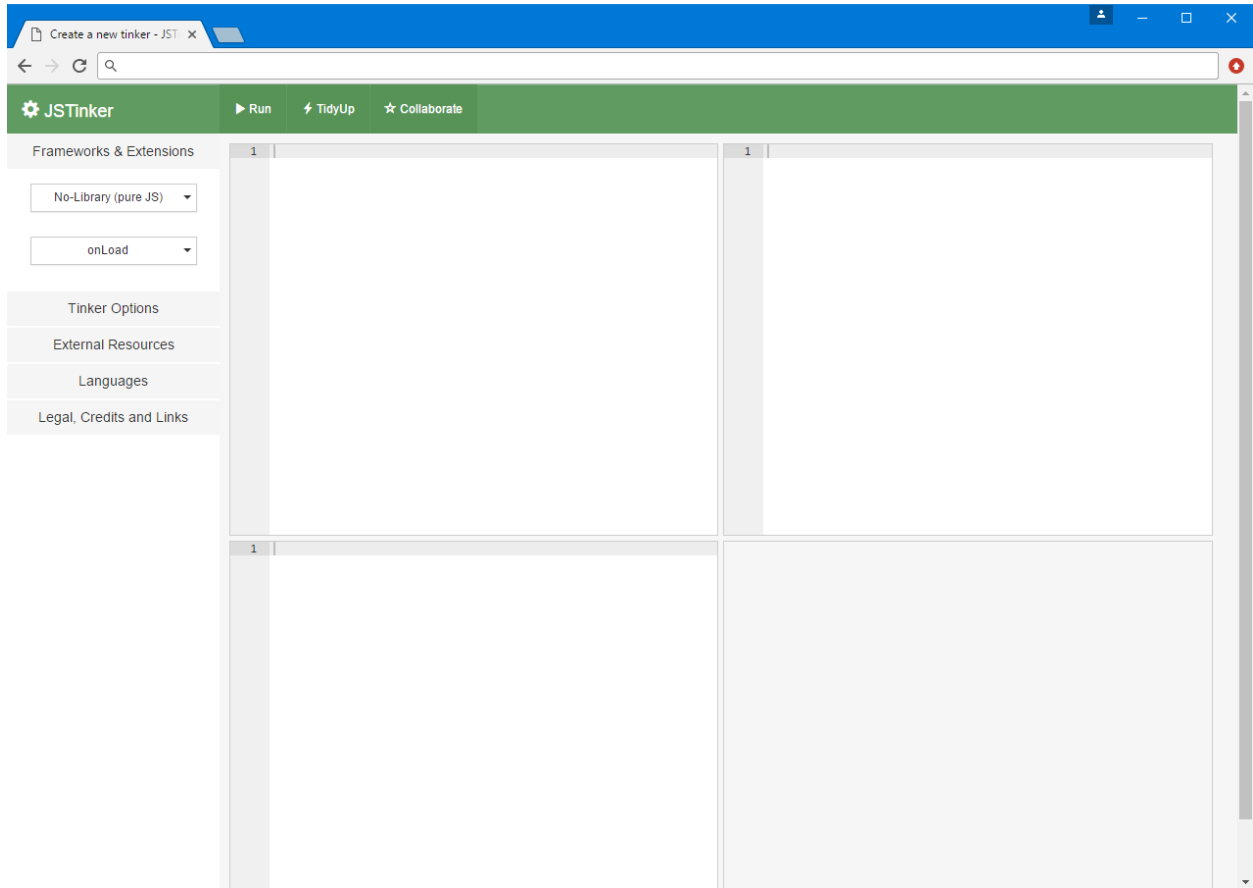 Create a new tinker - JST
JSTinker
Run
TidyUp
Collaborate
Frameworks & Extensions
No-Library (pure JS)
onLoad
Tinker Options
External Resources
Languages
Legal, Credits and Links
1
1
1